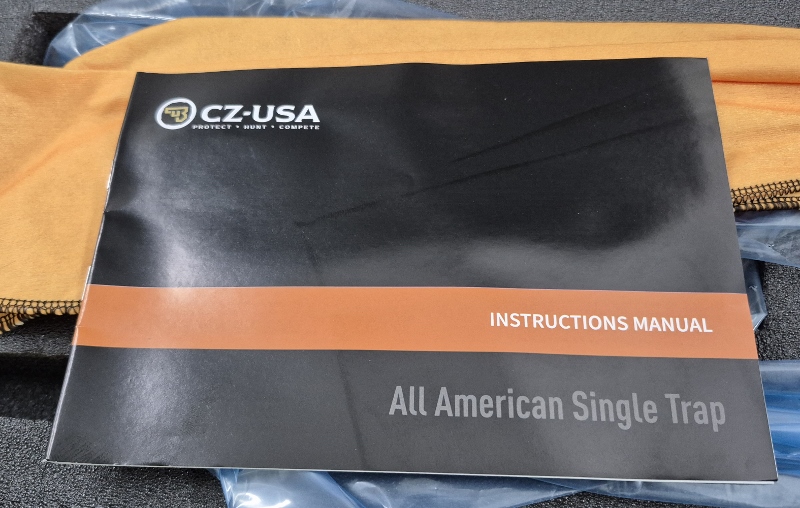 CZ-USA
PROTECT • HUNT • COMPETE
INSTRUCTIONS MANUAL
All American Single Trap